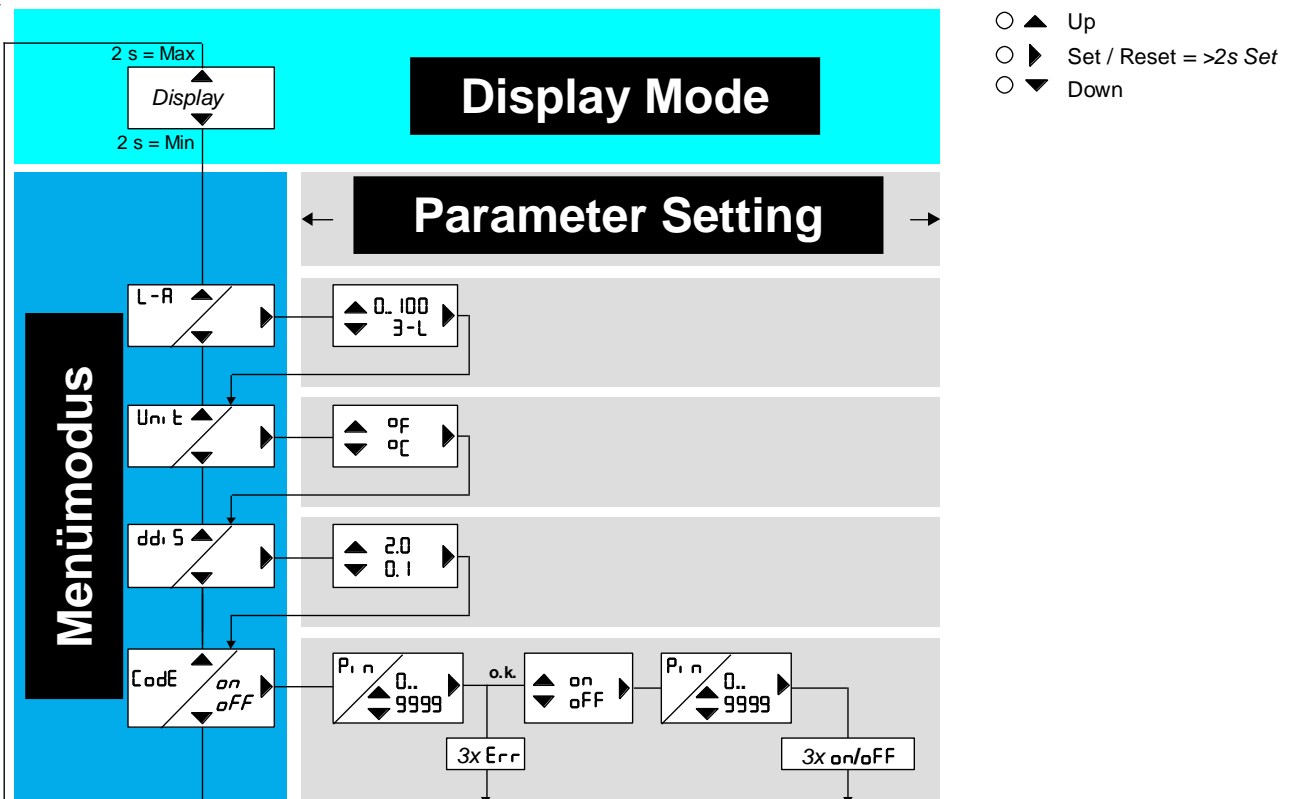 Up
Set / Reset = >2s Set
Down
2 s = Max
Display
2 s = Min
Display Mode
Parameter Setting
Menümodus
L-A
0.. 100
3-L
Unit
°F
°C
ddiS
2.0
0.1
CodE
on
oFF
Pin
0..
9999
o.k.
on
oFF
Pin
0..
9999
3x Err
3x on/oFF